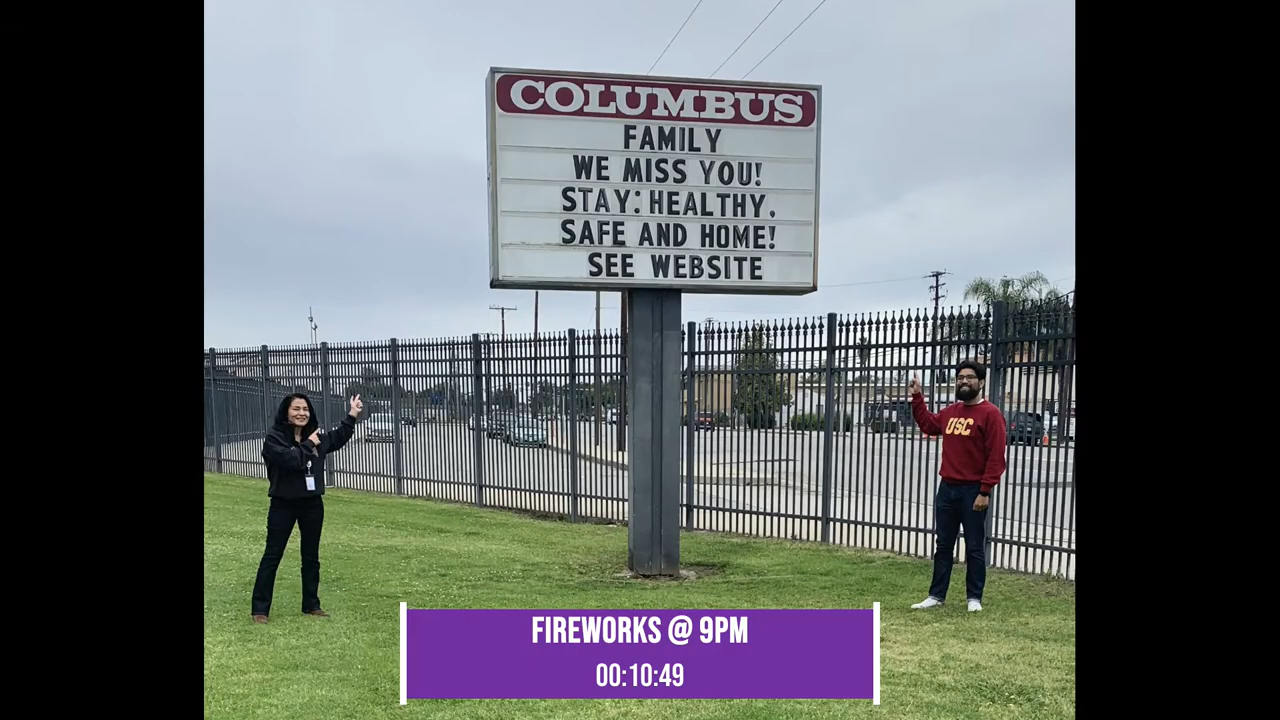 COLUMBUS
FAMILY
WE MISS YOU!
STAY: HEALTHY.
SAFE AND HOME!
SEE WEBSITE
USC
FIREWORKS @ 9PM
00:10:49